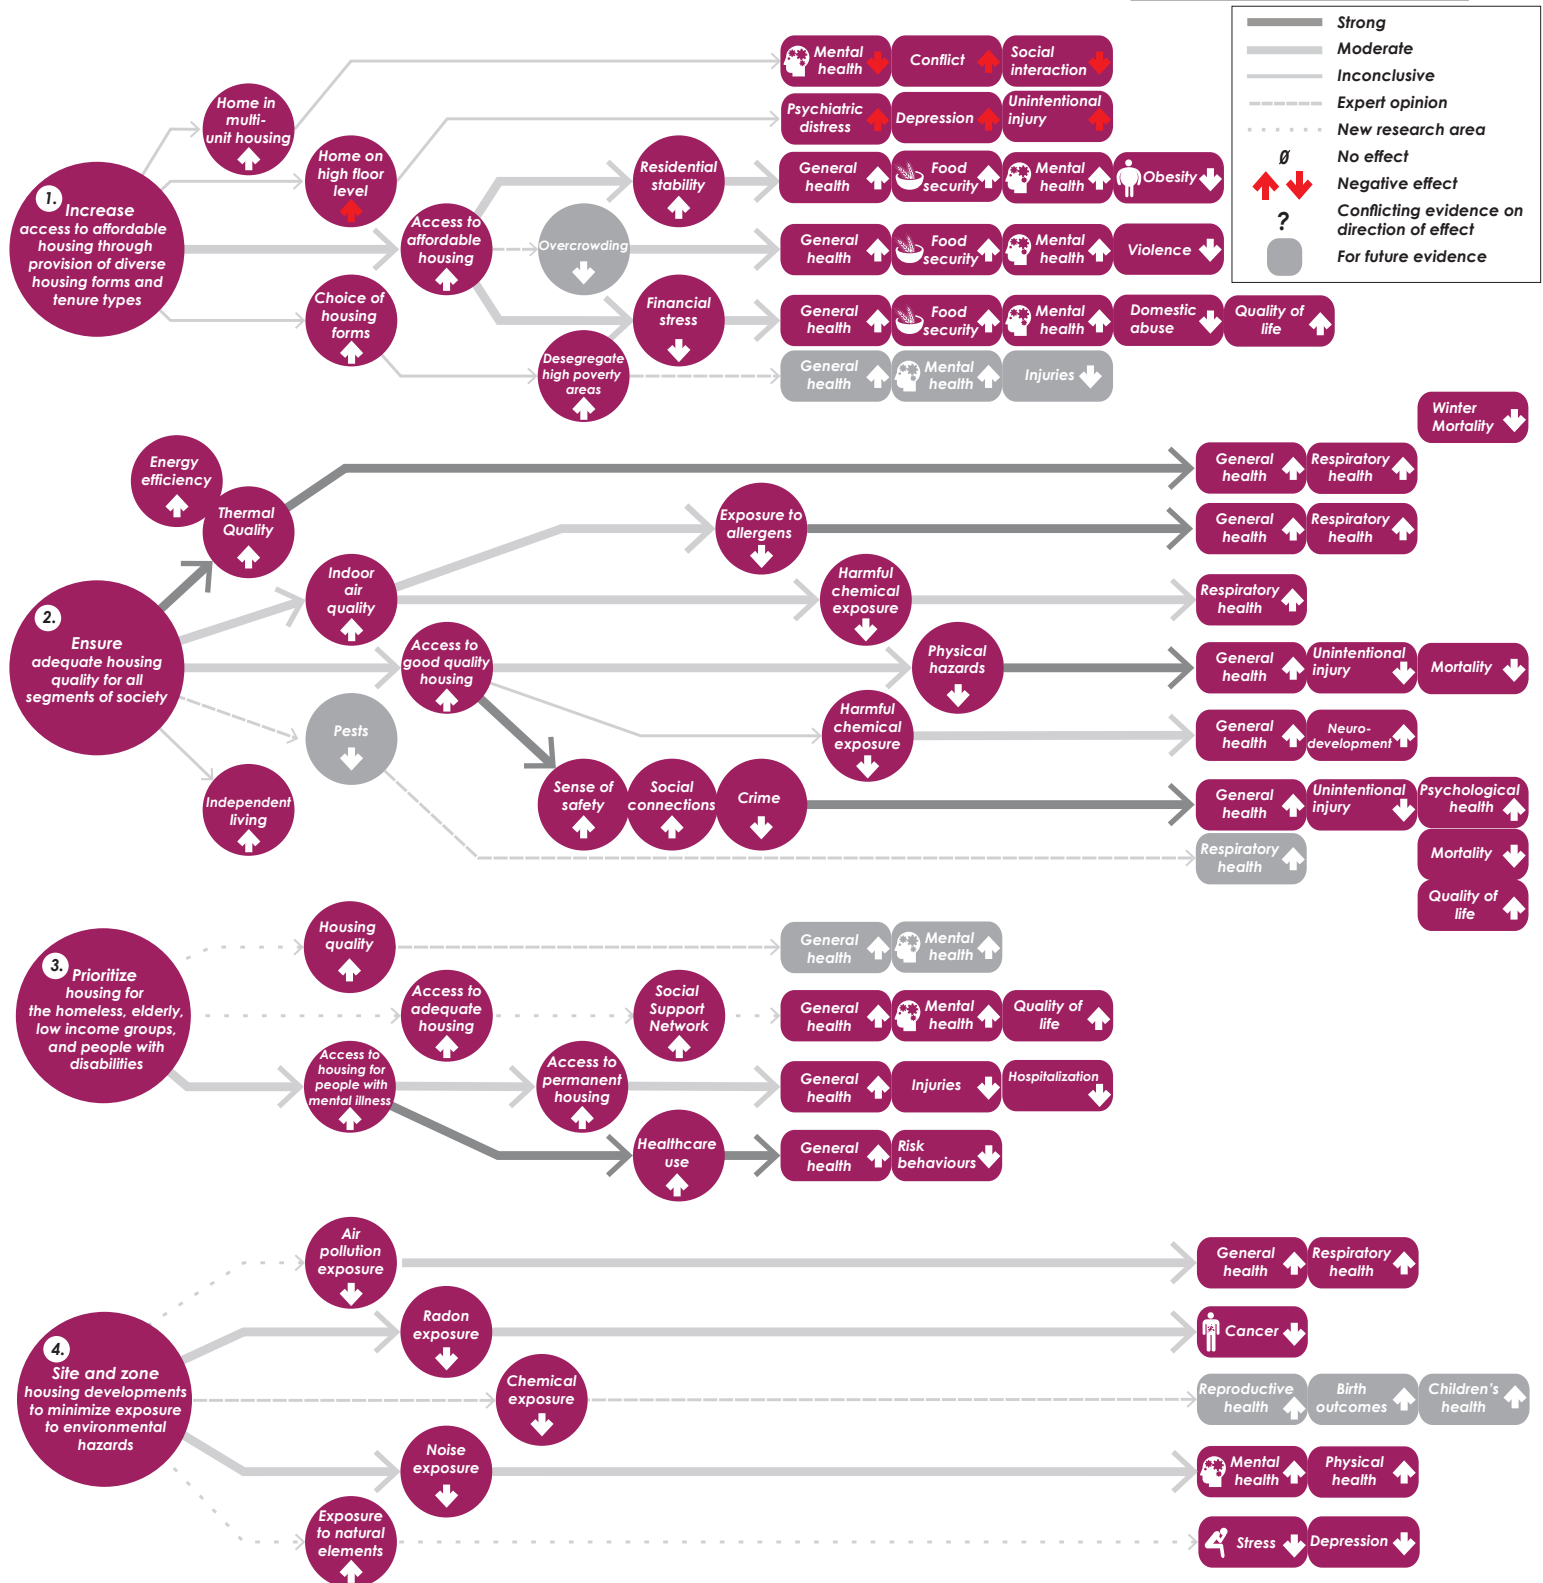 Strong
Moderate
Inconclusive
Expert opinion
New research area
Ø
No effect
Negative effect
?
Conflicting evidence on
direction of effect
For future evidence
1.
Increase
access to affordable
housing through
provision of diverse
housing forms and
tenure types
Home in
multi-
unit housing
Home on
high floor
level
Choice of
housing
forms
Access to
affordable
housing
Residential
stability
Overcrowding
Financial
stress
Desegregate
high poverty
areas
Mental
health
Conflict
Social
interaction
Psychiatric
distress
Depression
Unintentional
injury
General
health
Food
security
Mental
health
Obesity
General
health
Food
security
Mental
health
Violence
General
health
Food
security
Mental
health
Domestic
abuse
Quality of
life
General
health
Mental
health
Injuries
2.
Ensure
adequate housing
quality for all
segments of society
Energy
efficiency
Thermal
Quality
Indoor
air
quality
Access to
good quality
housing
Pests
Independent
living
Exposure to
allergens
Harmful
chemical
exposure
Physical
hazards
Harmful
chemical
exposure
Sense of
safety
Social
connections
Crime
Winter
Mortality
General
health
Respiratory
health
General
health
Respiratory
health
Respiratory
health
General
health
Unintentional
injury
Mortality
General
health
Neuro-
development
General
health
Unintentional
injury
Psychological
health
Respiratory
health
Mortality
Quality of
life
3.
Prioritize
housing for
the homeless, elderly,
low income groups,
and people with
disabilities
Housing
quality
Access to
adequate
housing
Social
Support
Network
Access to
housing for
people with
mental illness
Access to
permanent
housing
Healthcare
use
General
health
Mental
health
General
health
Mental
health
Quality of
life
General
health
Injuries
Hospitalization
General
health
Risk
behaviours
4.
Site and zone
housing developments
to minimize exposure
to environmental
hazards
Air
pollution
exposure
Radon
exposure
Chemical
exposure
Noise
exposure
Exposure
to natural
elements
General
health
Respiratory
health
Cancer
Reproductive
health
Birth
outcomes
Children's
health
Mental
health
Physical
health
Stress
Depression